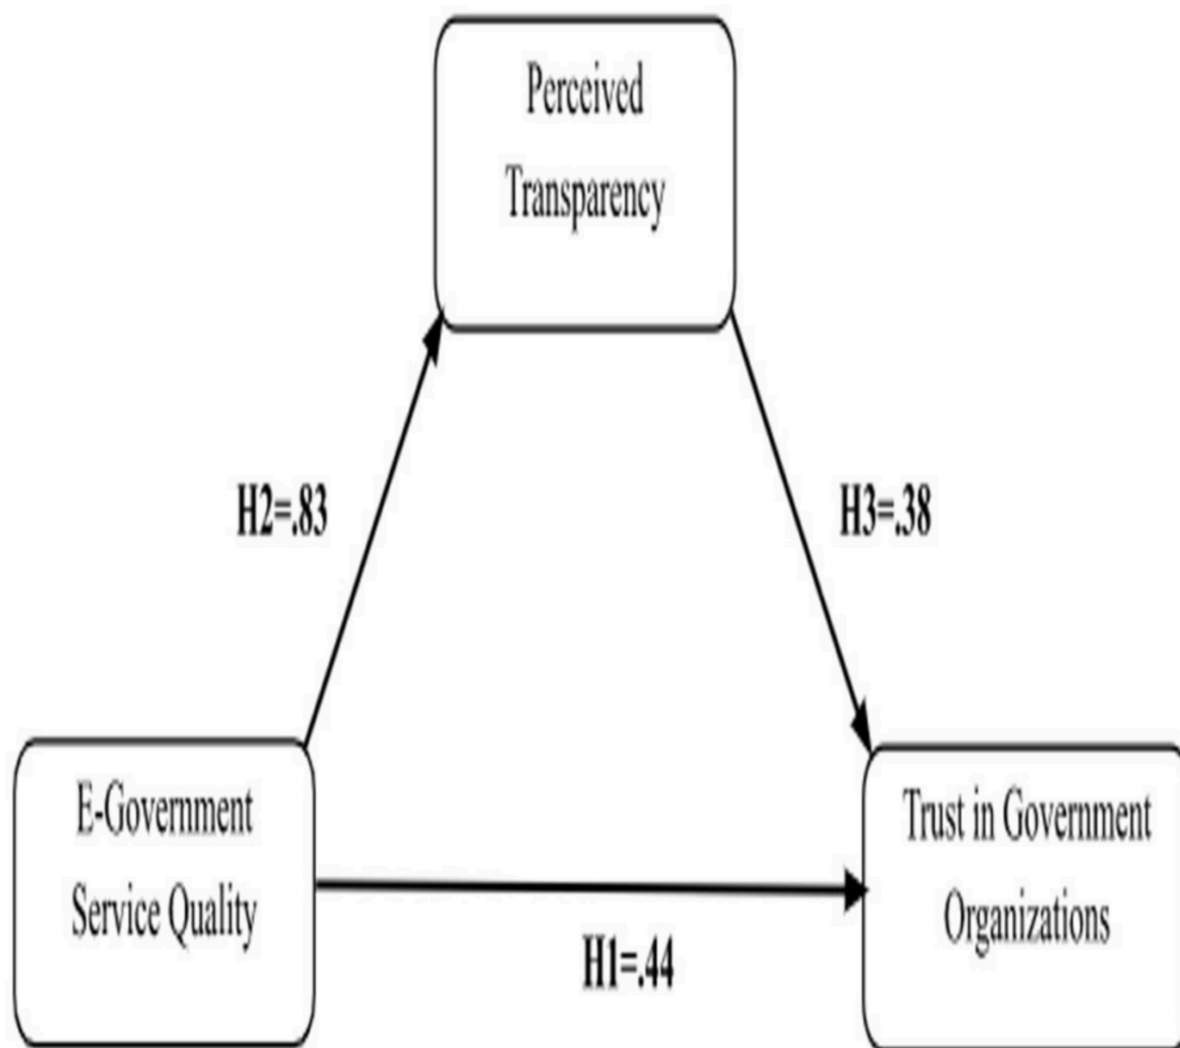 Perceived
Transparency
H2=.83
H3=.38
E-Government
Service Quality
Trust in Government
Organizations
H1=.44